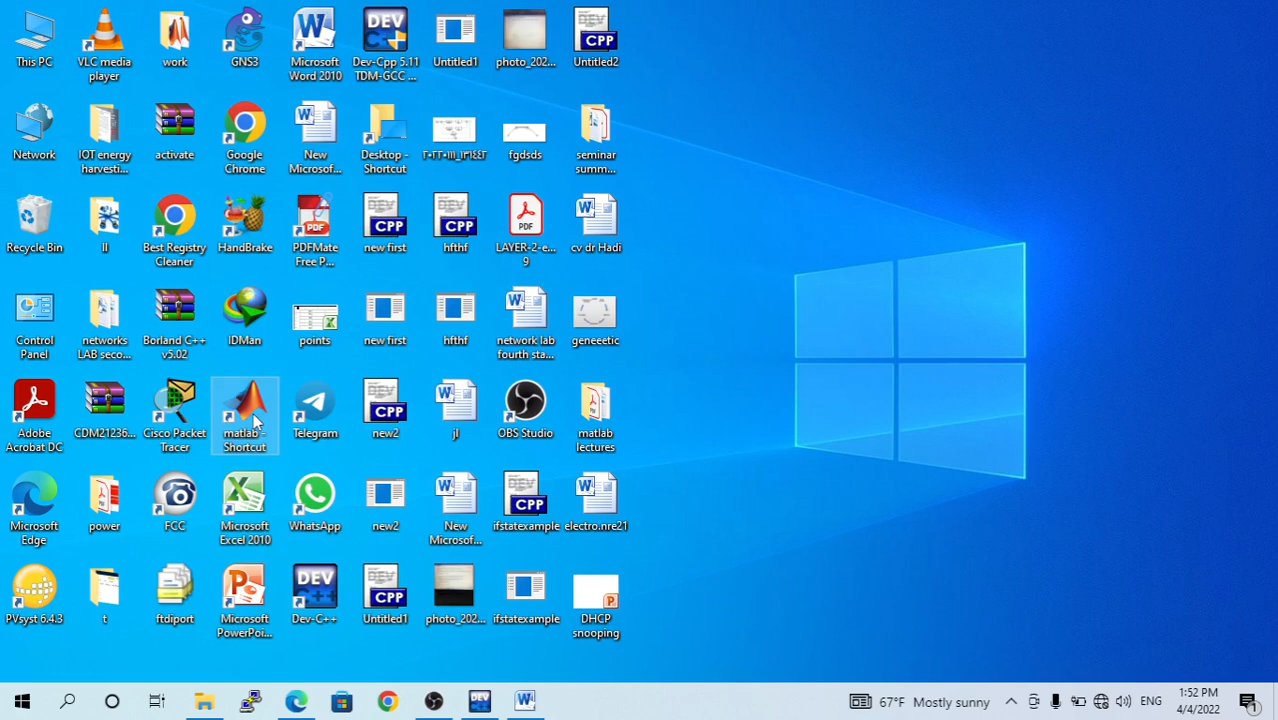 This PC
VLC media
player
work
GNS3
Microsoft
Word 2010
Dev-Cpp 5.11
TDM-GCC ...
Untitled1
photo_202...
Untitled2
Network
IOT energy
harvesti...
activate
Google
Chrome
New
Microsof...
Desktop -
Shortcut
fgdsds
seminar
summ...
Recycle Bin
II
Best Registry
Cleaner
HandBrake
PDFMate
Free P...
new first
hfthf
LAYER-2-e...
9
cv dr Hadi
Control
Panel
networks
LAB seco...
Borland C++
v5.02
IDMan
points
new first
hfthf
network lab
fourth sta...
geneeetic
Adobe
Acrobat DC
CDM21236...
Cisco Packet
Tracer
matlab -
Shortcut
Telegram
new2
jl
OBS Studio
matlab
lectures
Microsoft
Edge
power
FCC
Microsoft
Excel 2010
WhatsApp
new2
New
Microsof...
ifstatexample
electro.nre21
PVsyst 6.4.3
t
ftdiport
Microsoft
PowerPoi...
Dev-C++
Untitled1
photo_202...
ifstatexample
DHCP
snooping
67°F Mostly sunny
ENG
1:52 PM
4/4/2022